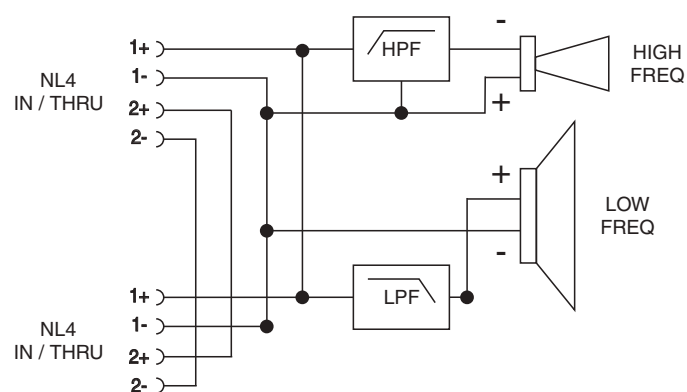 1+
1-
NL4
IN / THRU
2+
2-
HPF
-
+
HIGH
FREQ
+
-
LOW
FREQ
LPF
1+
1-
NL4
IN / THRU
2+
2-